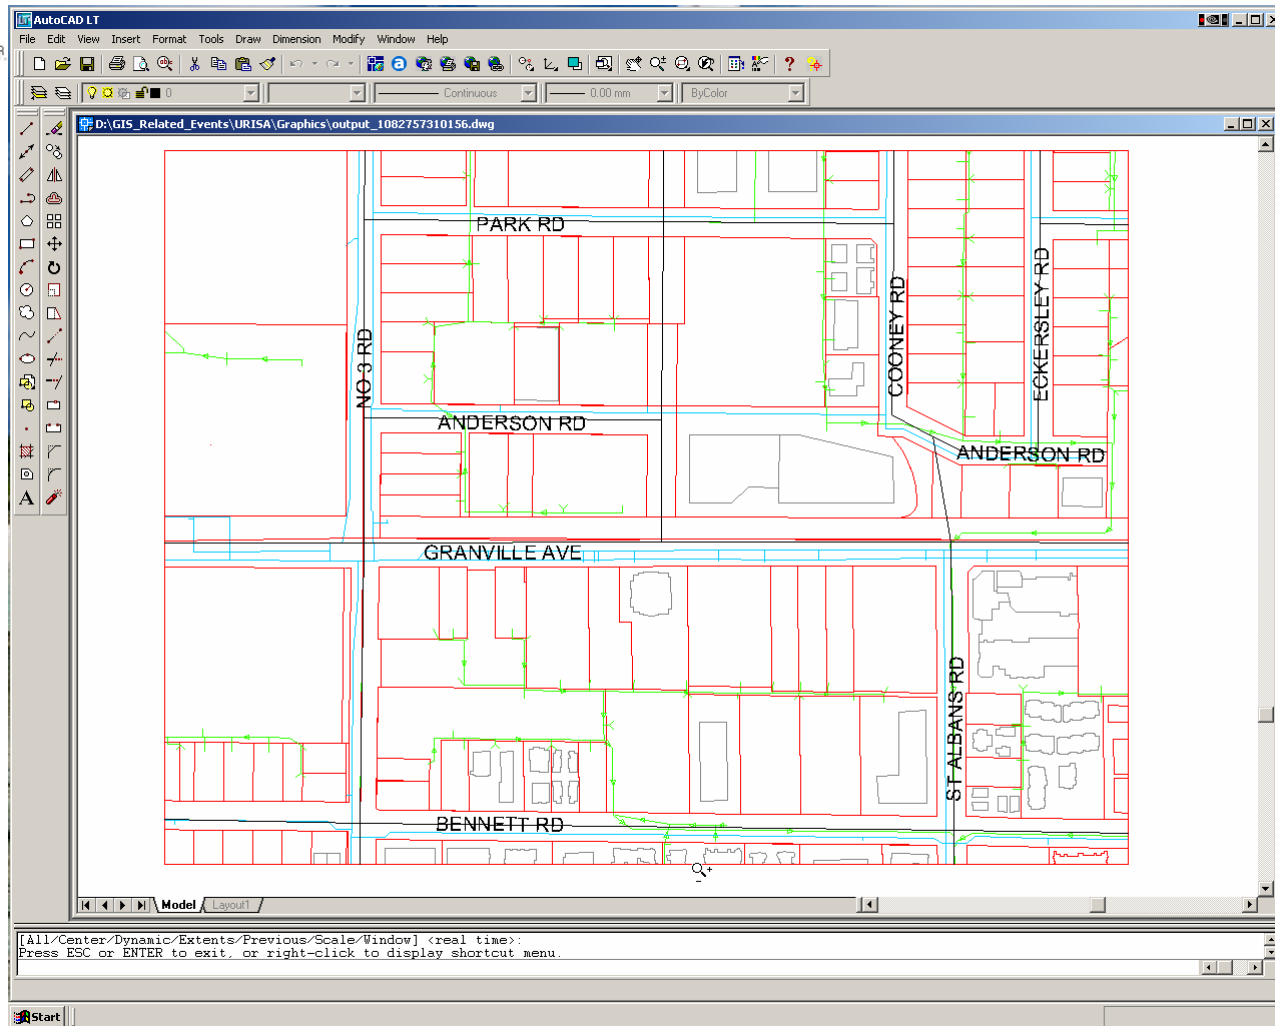 AutoCAD LT
File Edit View Insert Format Tools Draw Dimension Modify Window Help
0 Continuous 0.00 mm ByColor
D:\GIS_Related_Events\URISA\Graphics\output_1082757310156.dwg
PARK RD
NO 3 RD
COONEY RD
ECKERSLEY RD
ANDERSON RD
ANDERSON RD
GRANVILLE AVE
ST ALBANS RD
BENNETT RD
Model Layout1
[All/Center/Dynamic/Extents/Previous/Scale/Window] <real time>:
Press ESC or ENTER to exit, or right-click to display shortcut menu.
Start